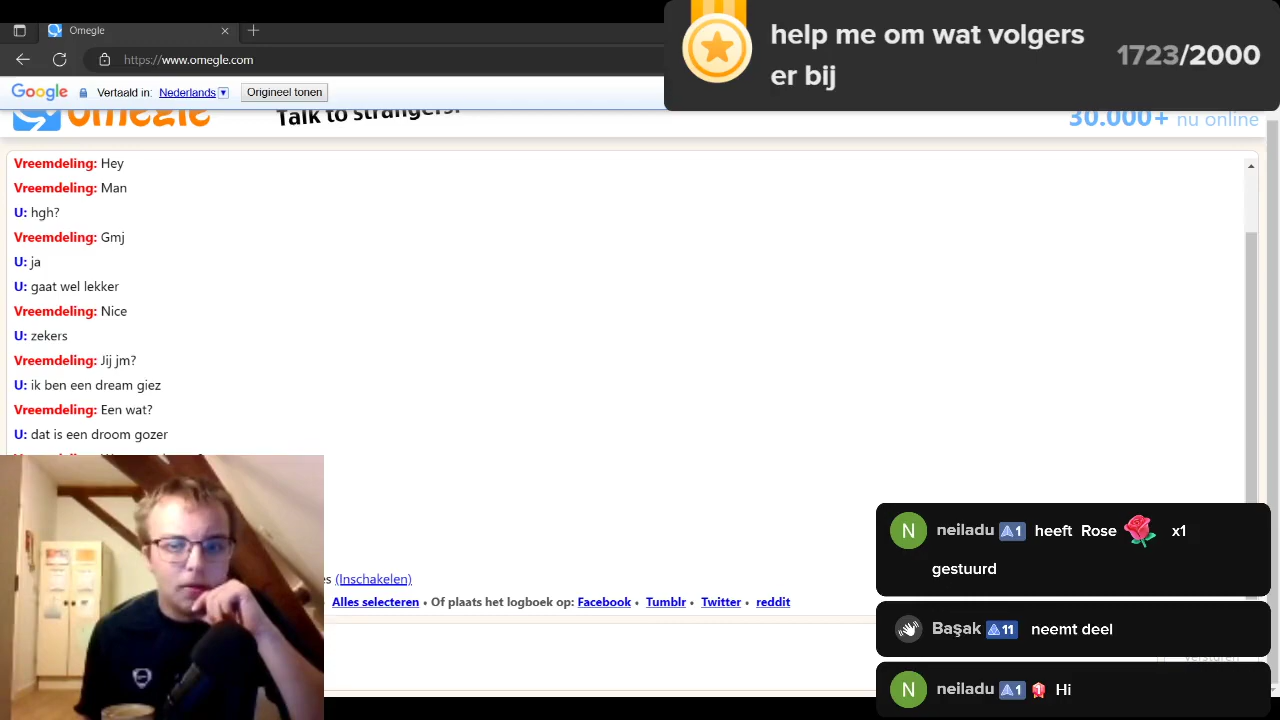 Omegle
https://www.omegle.com
Google Vertaald in: Nederlands Origineel tonen
omegle Talk to strangers! 30.000+ nu online
help me om wat volgers
er bij
1723/2000
Vreemdeling: Hey
Vreemdeling: Man
U: hgh?
Vreemdeling: Gmj
U: ja
U: gaat wel lekker
Vreemdeling: Nice
U: zekers
Vreemdeling: Jij jm?
U: ik ben een dream giez
Vreemdeling: Een wat?
U: dat is een droom gozer
(Inschakelen)
Alles selecteren • Of plaats het logboek op: Facebook • Tumblr • Twitter • reddit
N neiladu 1 heeft Rose x1
gestuurd
Başak 11 neemt deel
N neiladu 1 Hi